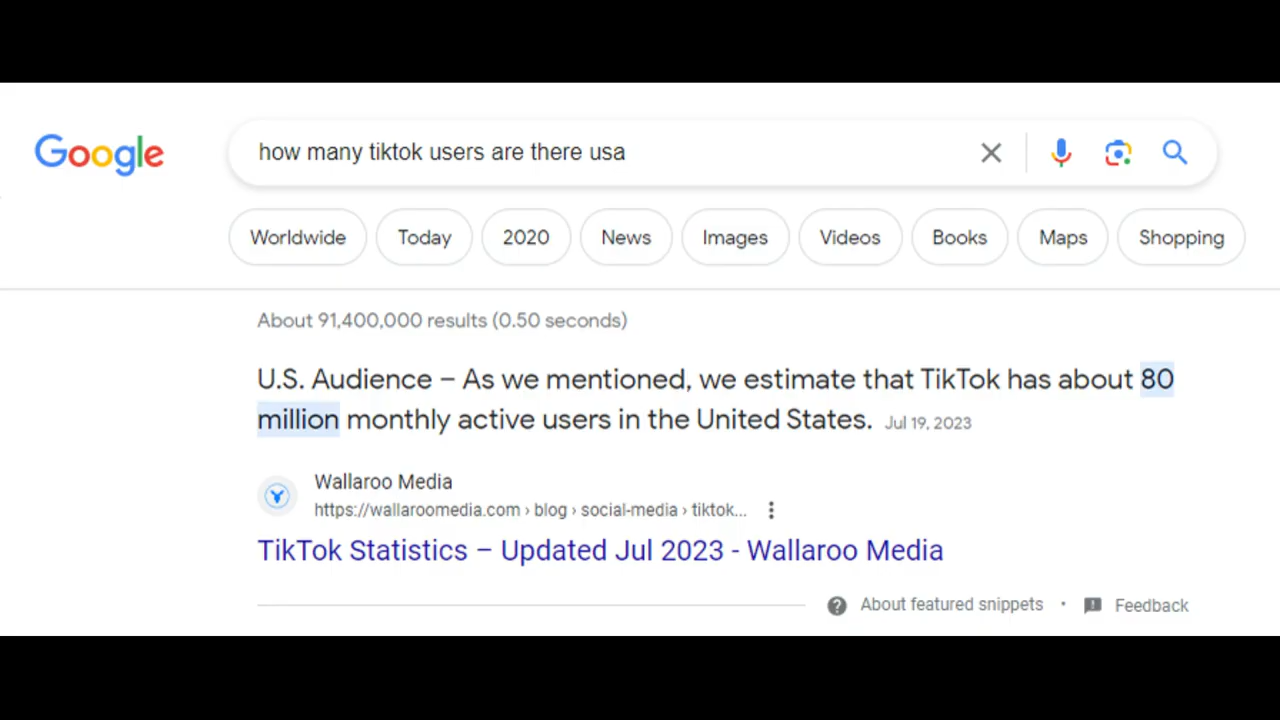 Google
how many tiktok users are there usa
Worldwide
Today
2020
News
Images
Videos
Books
Maps
Shopping
About 91,400,000 results (0.50 seconds)
U.S. Audience – As we mentioned, we estimate that TikTok has about 80
million monthly active users in the United States. Jul 19, 2023
Wallaroo Media
https://wallaroomedia.com › blog › social-media › tiktok...
TikTok Statistics – Updated Jul 2023 - Wallaroo Media
About featured snippets • Feedback